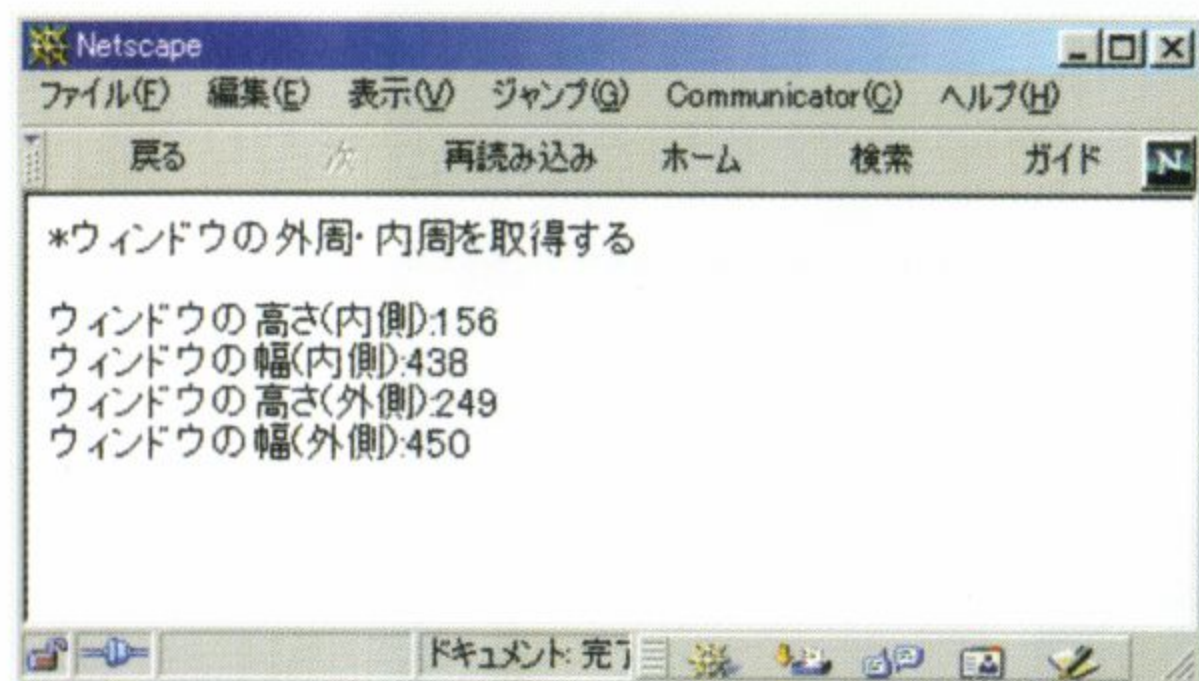 Netscape
ファイル(F) 編集(E) 表示(V) ジャンプ(G) Communicator(C) ヘルプ(H)
戻る 次 再読み込み ホーム 検索 ガイド N
*ウィンドウの外周・内周を取得する
ウィンドウの高さ(内側):156
ウィンドウの幅(内側):438
ウィンドウの高さ(外側):249
ウィンドウの幅(外側):450
ドキュメント: 完了